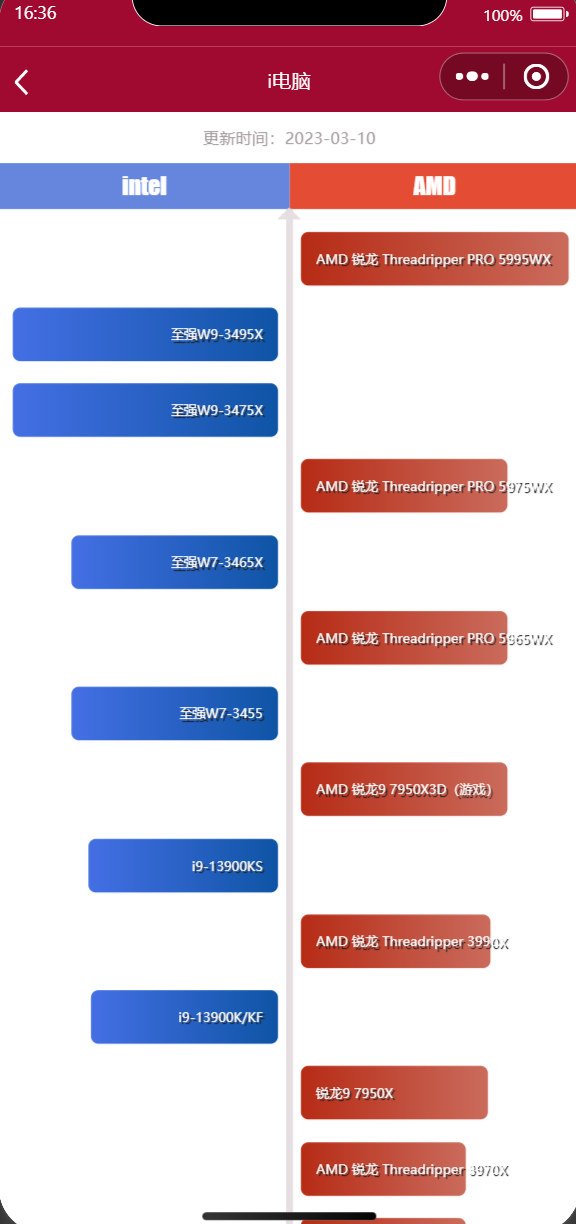 16:36
100%
i电脑
更新时间：2023-03-10
intel
AMD
AMD 锐龙 Threadripper PRO 5995WX
至强W9-3495X
至强W9-3475X
AMD 锐龙 Threadripper PRO 5975WX
至强W7-3465X
AMD 锐龙 Threadripper PRO 5965WX
至强W7-3455
AMD 锐龙9 7950X3D（游戏）
i9-13900KS
AMD 锐龙 Threadripper 3990X
i9-13900K/KF
锐龙9 7950X
AMD 锐龙 Threadripper 3970X